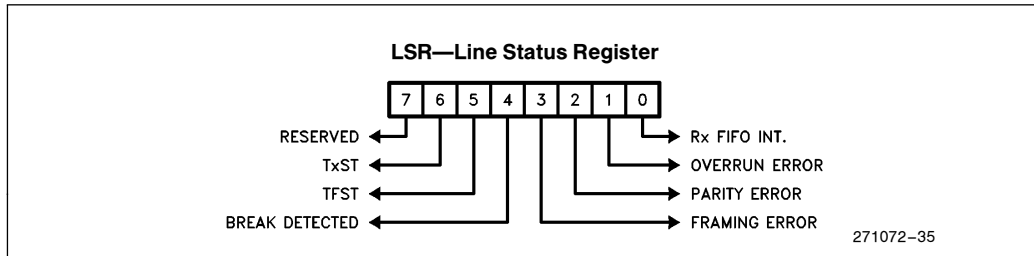 LSR—Line Status Register
7 6 5 4 3 2 1 0
RESERVED Rx FIFO INT.
TxST OVERRUN ERROR
TFST PARITY ERROR
BREAK DETECTED FRAMING ERROR
271072–35